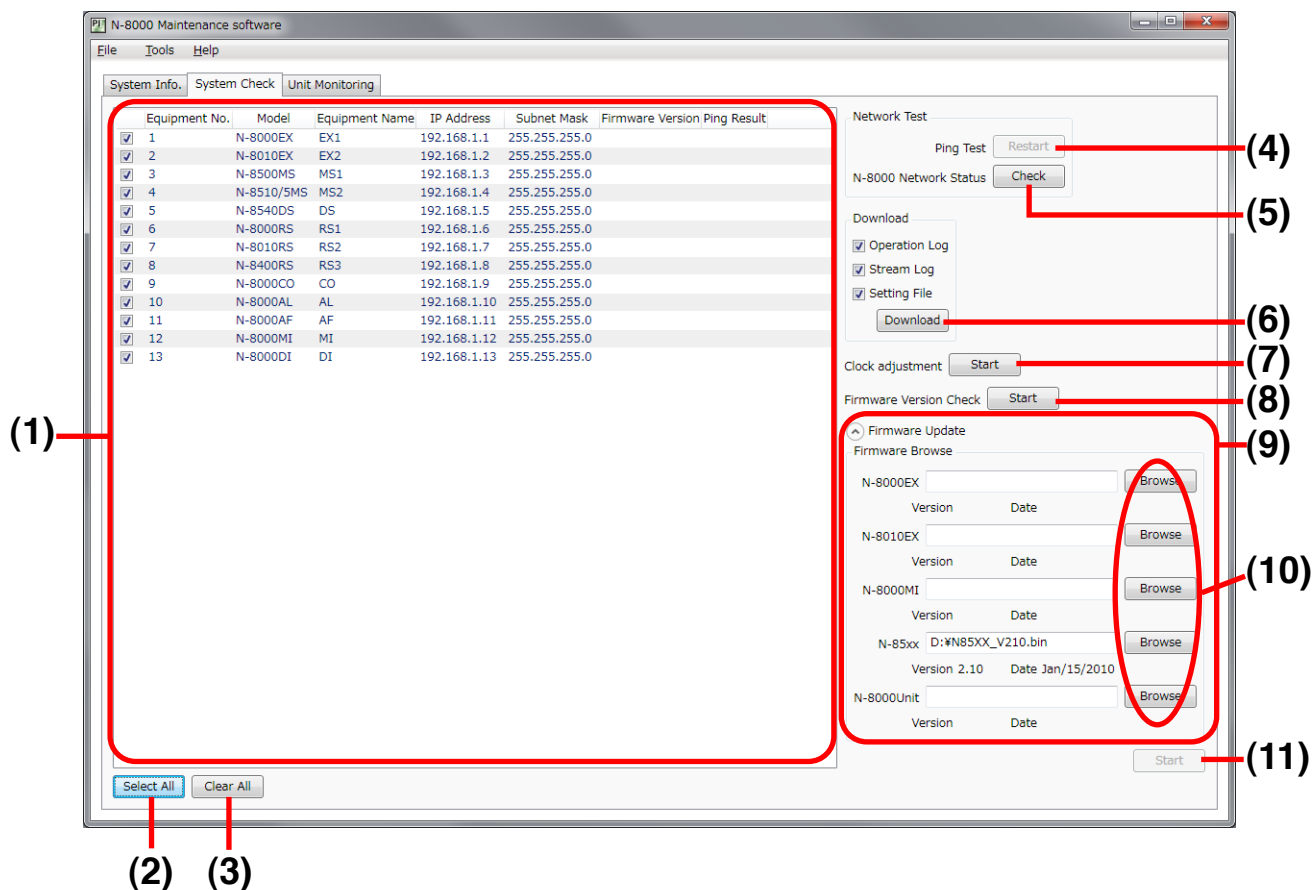 N-8000 Maintenance software
File Tools Help
System Info. System Check Unit Monitoring
Equipment No. Model Equipment Name IP Address Subnet Mask Firmware Version Ping Result
1 N-8000EX EX1 192.168.1.1 255.255.255.0
2 N-8010EX EX2 192.168.1.2 255.255.255.0
3 N-8500MS MS1 192.168.1.3 255.255.255.0
4 N-8510/5MS MS2 192.168.1.4 255.255.255.0
5 N-8540DS DS 192.168.1.5 255.255.255.0
6 N-8000RS RS1 192.168.1.6 255.255.255.0
7 N-8010RS RS2 192.168.1.7 255.255.255.0
8 N-8400RS RS3 192.168.1.8 255.255.255.0
9 N-8000CO CO 192.168.1.9 255.255.255.0
10 N-8000AL AL 192.168.1.10 255.255.255.0
11 N-8000AF AF 192.168.1.11 255.255.255.0
12 N-8000MI MI 192.168.1.12 255.255.255.0
13 N-8000DI DI 192.168.1.13 255.255.255.0
(1)
Select All Clear All
(2) (3)
Network Test
Ping Test Restart (4)
N-8000 Network Status Check
(5)
Download
Operation Log
Stream Log
Setting File
Download (6)
Clock adjustment Start (7)
Firmware Version Check Start (8)
Firmware Update (9)
Firmware Browse
N-8000EX Browse
Version Date
N-8010EX Browse
Version Date
(10)
N-8000MI Browse
Version Date
N-85xx D:¥N85XX_V210.bin Browse
Version 2.10 Date Jan/15/2010
N-8000Unit Browse
Version Date
Start (11)